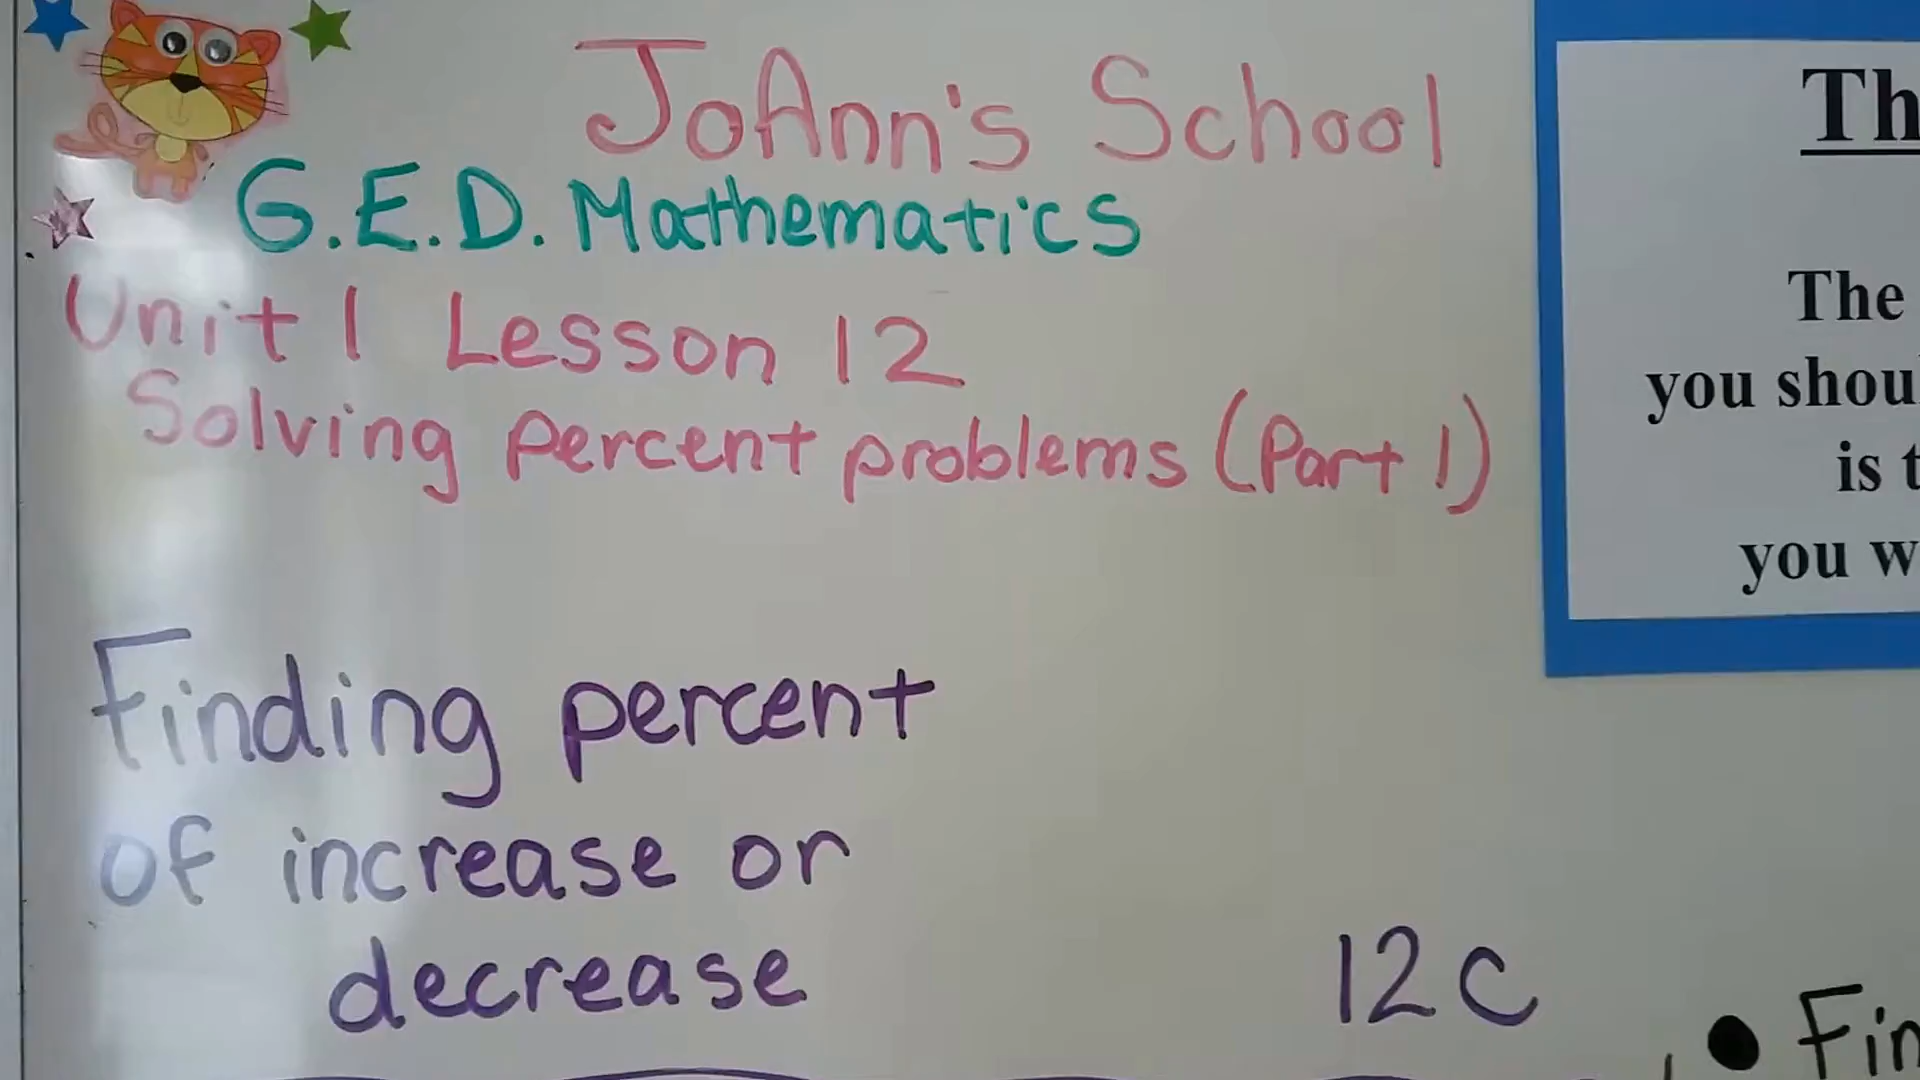 JoAnn's School
G.E.D. Mathematics
Unit 1 Lesson 12
Solving percent problems (Part 1)
Finding percent
of increase or
decrease
12C
Th
The
you shou
is t
you w
• Fin